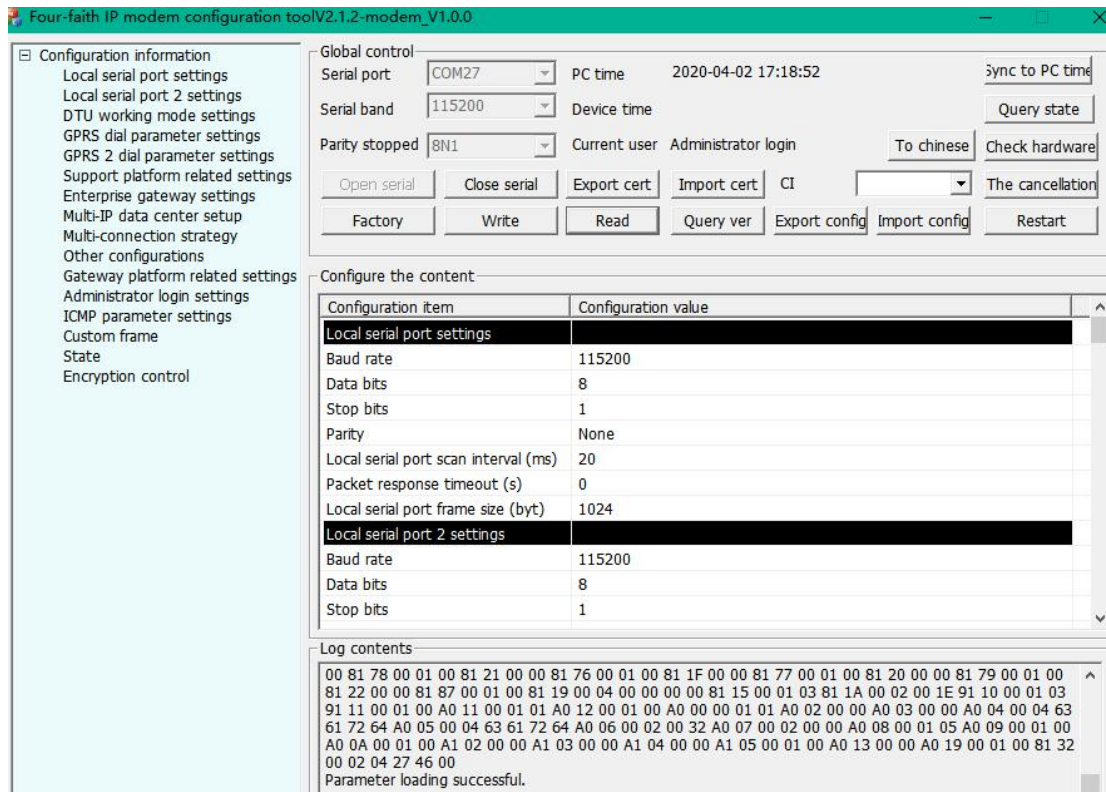 Four-faith IP modem configuration toolV2.1.2-modem_V1.0.0
Configuration information
Local serial port settings
Local serial port 2 settings
DTU working mode settings
GPRS dial parameter settings
GPRS 2 dial parameter settings
Support platform related settings
Enterprise gateway settings
Multi-IP data center setup
Multi-connection strategy
Other configurations
Gateway platform related settings
Administrator login settings
ICMP parameter settings
Custom frame
State
Encryption control
Global control
Serial port COM27 PC time 2020-04-02 17:18:52 Sync to PC time
Serial band 115200 Device time Query state
Parity stopped 8N1 Current user Administrator login To chinese Check hardware
Open serial Close serial Export cert Import cert CI The cancellation
Factory Write Read Query ver Export config Import config Restart
Configure the content
Configuration item Configuration value
Local serial port settings
Baud rate 115200
Data bits 8
Stop bits 1
Parity None
Local serial port scan interval (ms) 20
Packet response timeout (s) 0
Local serial port frame size (byt) 1024
Local serial port 2 settings
Baud rate 115200
Data bits 8
Stop bits 1
Log contents
00 81 78 00 01 00 81 21 00 00 81 76 00 01 00 81 1F 00 00 81 77 00 01 00 81 20 00 00 81 79 00 01 00
81 22 00 00 81 87 00 01 00 81 19 00 04 00 00 00 00 81 15 00 01 03 81 1A 00 02 00 1E 91 10 00 01 03
91 11 00 01 00 A0 11 00 01 01 A0 12 00 01 00 A0 00 00 01 01 A0 02 00 00 A0 03 00 00 A0 04 00 04 63
61 72 64 A0 05 00 04 63 61 72 64 A0 06 00 02 00 32 A0 07 00 02 00 00 A0 08 00 01 05 A0 09 00 01 00
A0 0A 00 01 00 A1 02 00 00 A1 03 00 00 A1 04 00 00 A1 05 00 01 00 A0 13 00 00 A0 19 00 01 00 81 32
00 02 04 27 46 00
Parameter loading successful.